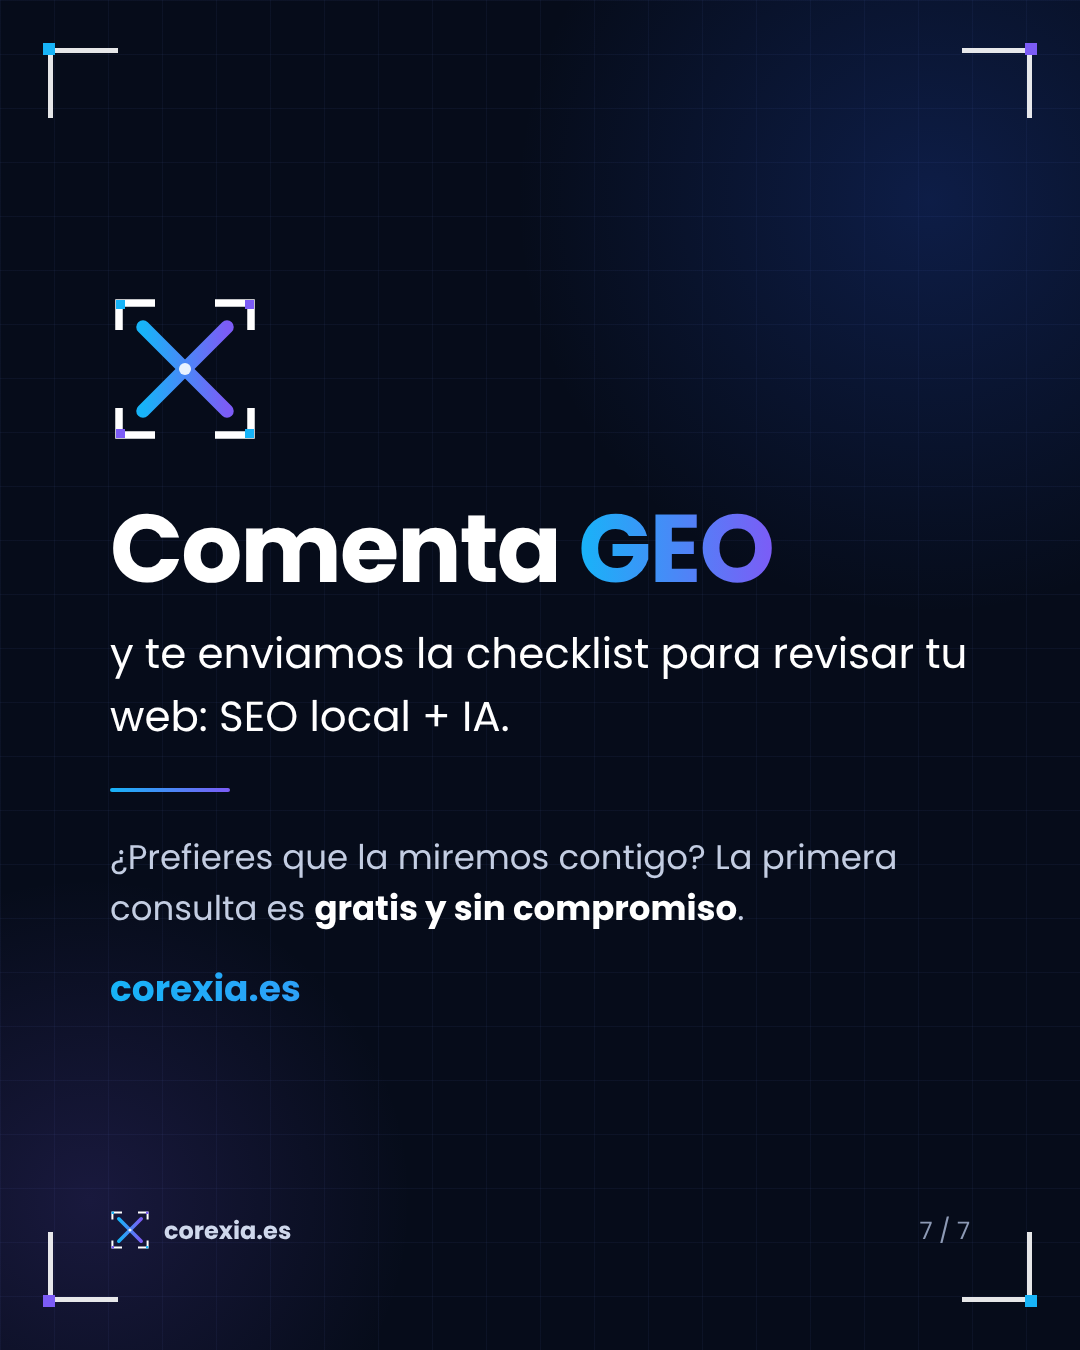 Comenta GEO
y te enviamos la checklist para revisar tu
web: SEO local + IA.
¿Prefieres que la miremos contigo? La primera
consulta es gratis y sin compromiso.
corexia.es
corexia.es
7 / 7